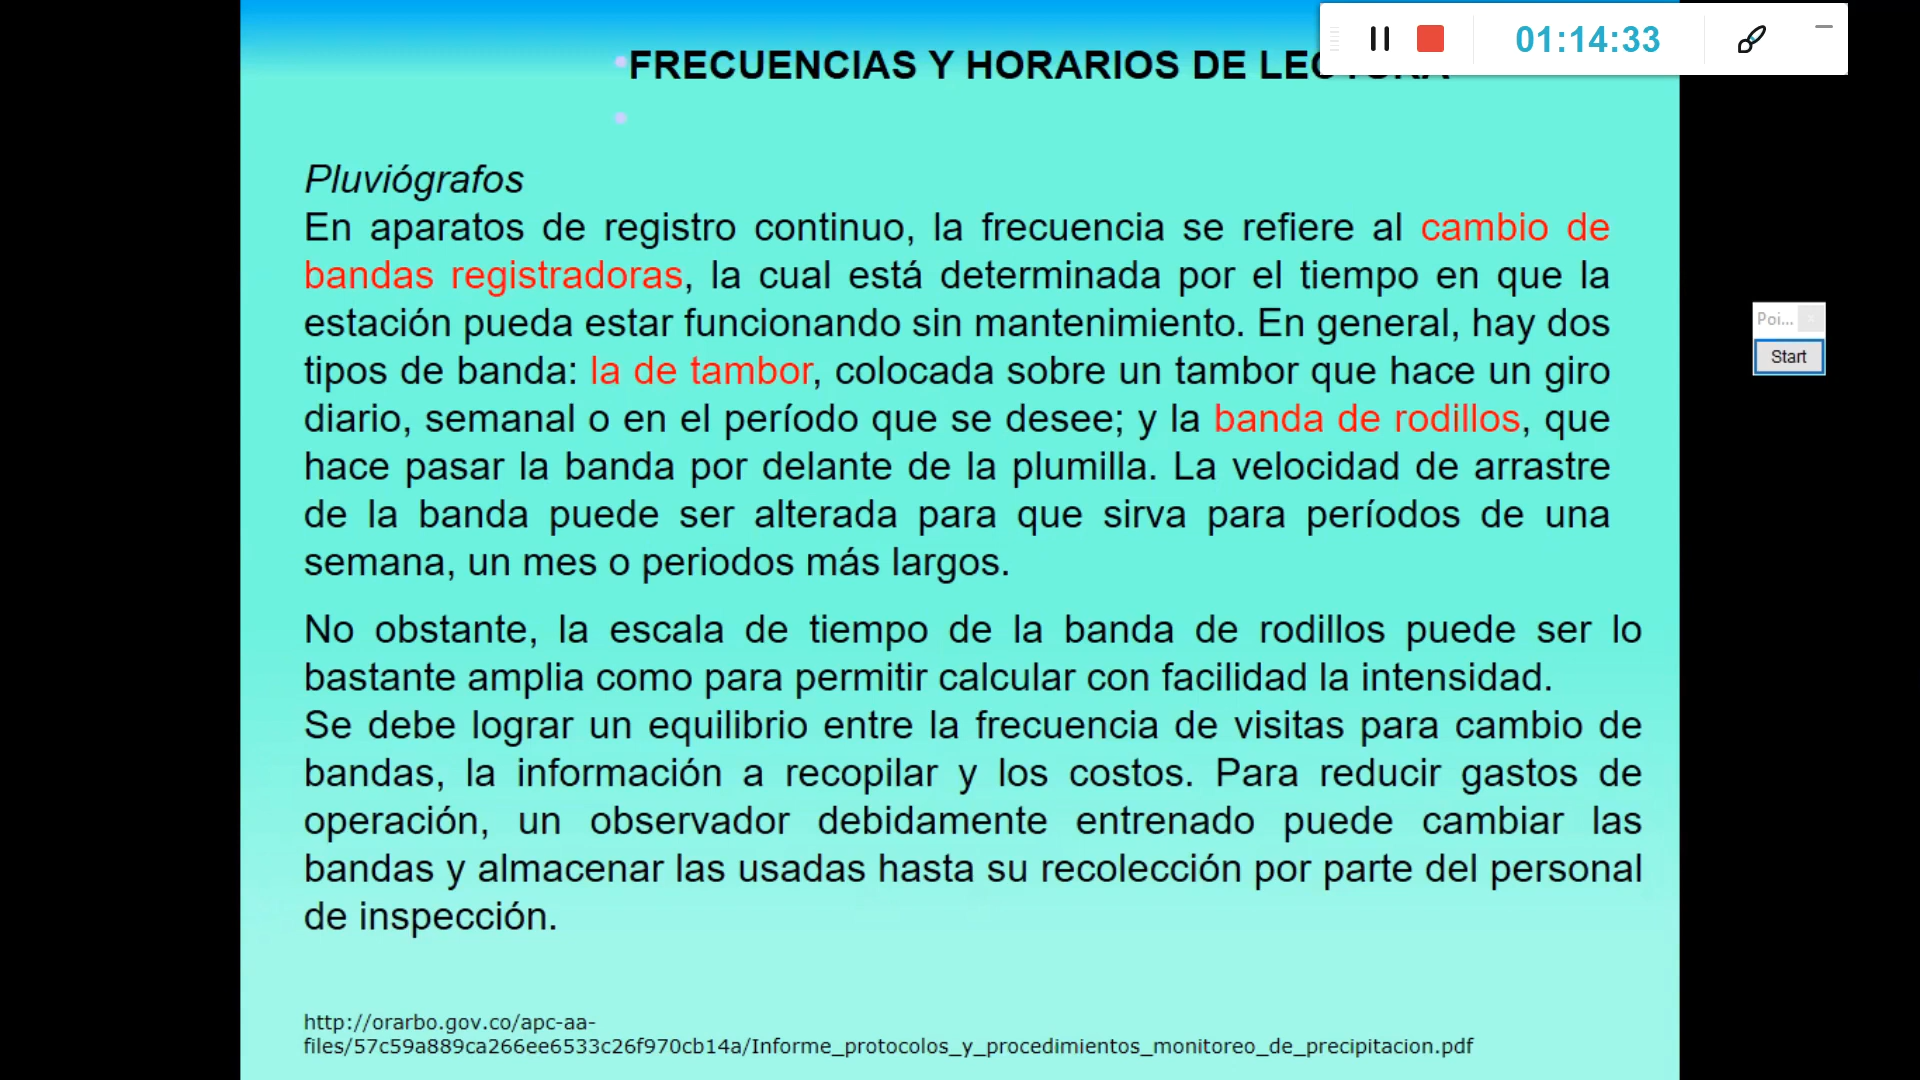 FRECUENCIAS Y HORARIOS DE
01:14:33
Pluviógrafos
En aparatos de registro continuo, la frecuencia se refiere al cambio de
bandas registradoras, la cual está determinada por el tiempo en que la
estación pueda estar funcionando sin mantenimiento. En general, hay dos
tipos de banda: la de tambor, colocada sobre un tambor que hace un giro
diario, semanal o en el período que se desee; y la banda de rodillos, que
hace pasar la banda por delante de la plumilla. La velocidad de arrastre
de la banda puede ser alterada para que sirva para períodos de una
semana, un mes o periodos más largos.
Poi...
Start
No obstante, la escala de tiempo de la banda de rodillos puede ser lo
bastante amplia como para permitir calcular con facilidad la intensidad.
Se debe lograr un equilibrio entre la frecuencia de visitas para cambio de
bandas, la información a recopilar y los costos. Para reducir gastos de
operación, un observador debidamente entrenado puede cambiar las
bandas y almacenar las usadas hasta su recolección por parte del personal
de inspección.
http://orarbo.gov.co/apc-aa-
files/57c59a889ca266ee6533c26f970cb14a/Informe_protocolos_y_procedimientos_monitoreo_de_precipitacion.pdf